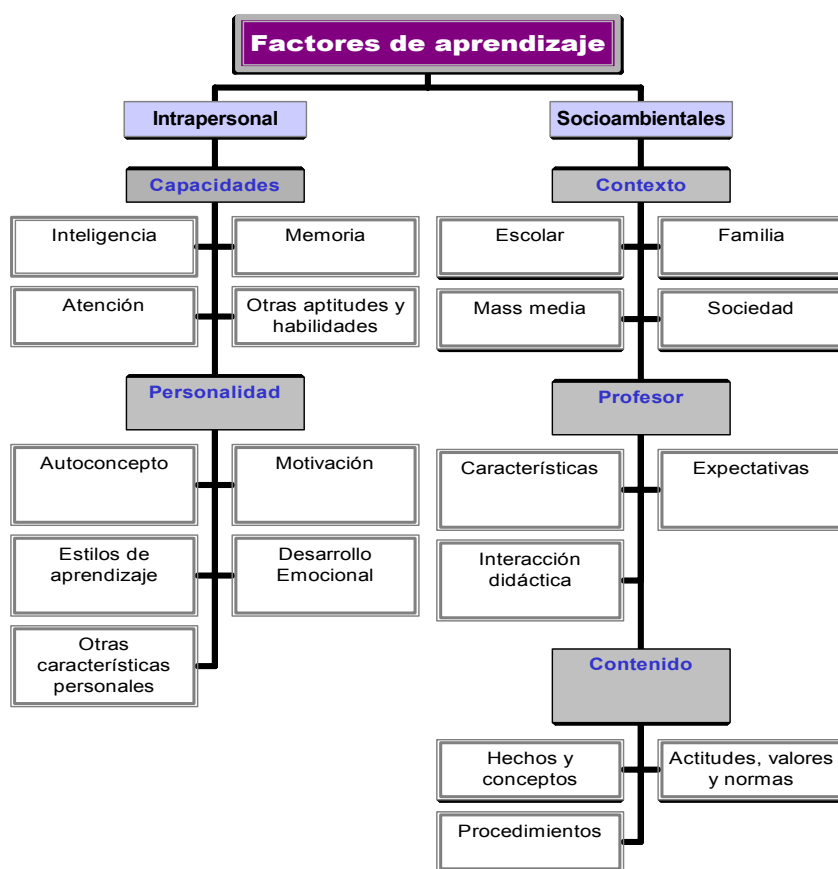 Factores de aprendizaje
Intrapersonal
Socioambientales
Capacidades
Contexto
Inteligencia
Memoria
Escolar
Familia
Atención
Otras aptitudes y
habilidades
Mass media
Sociedad
Personalidad
Profesor
Autoconcepto
Motivación
Características
Expectativas
Estilos de
aprendizaje
Desarrollo
Emocional
Interacción
didáctica
Otras
características
personales
Contenido
Hechos y
conceptos
Actitudes, valores
y normas
Procedimientos